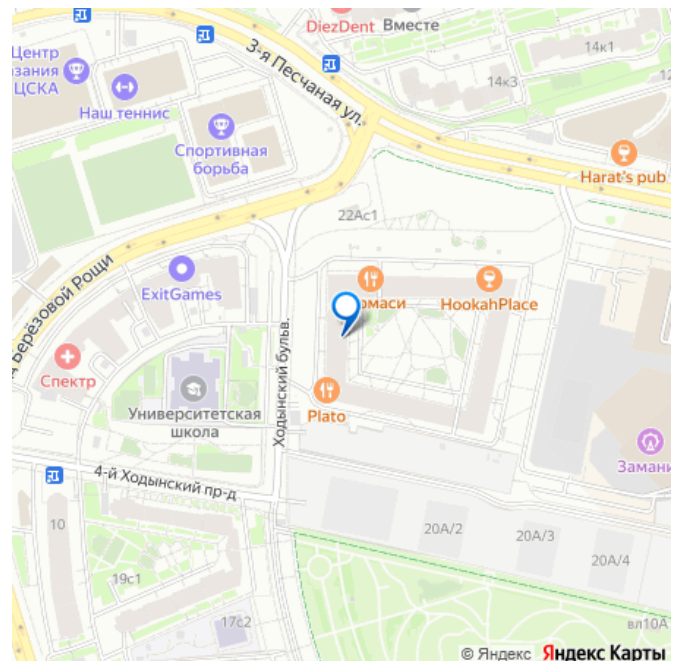 DiezDent
Вместе
Центр
зания
ЦСКА
3-я Песчаная ул.
14к1
14к3
Наш теннис
Спортивная
борьба
Harat's pub
22Ас1
Берёзовой Рощи
ExitGames
HookahPlace
Спектр
Ходынский бульв.
Plato
Университетская
школа
4-й Ходынский пр-д
10
20А/2
20А/3
20А/4
19с1
17с2
вл10А
© Яндекс Яндекс Карты